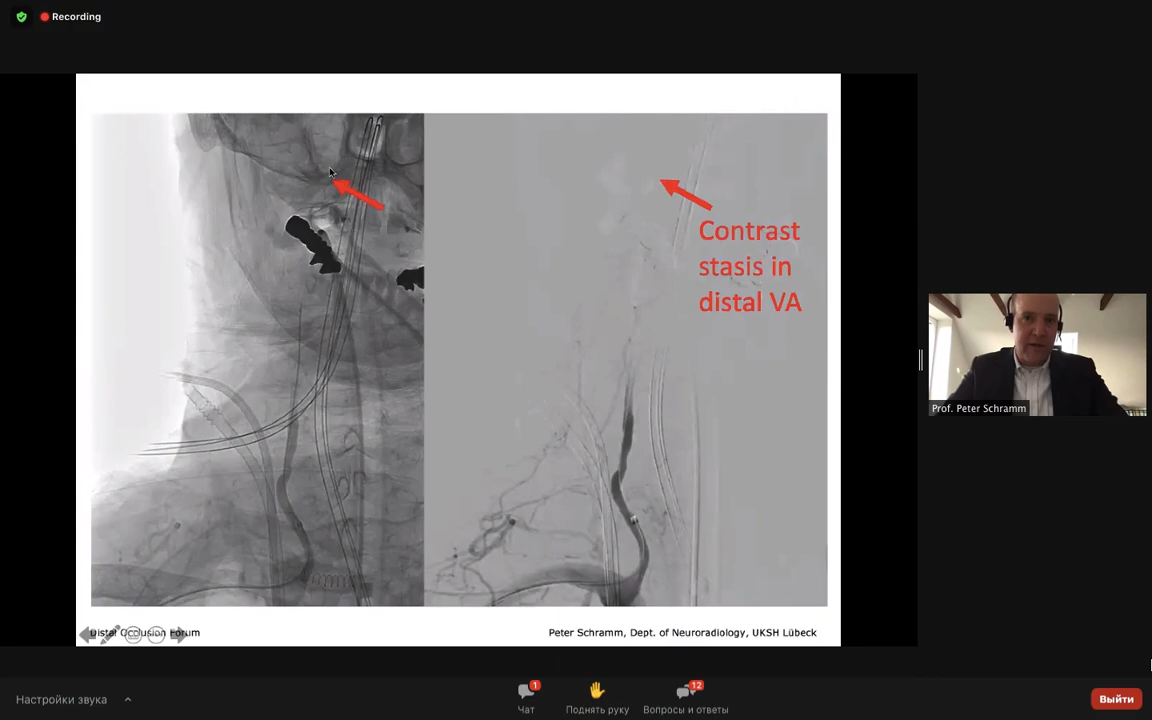 Recording
Contrast
stasis in
distal VA
Prof. Peter Schramm
Distal Occlusion Forum
Peter Schramm, Dept. of Neuroradiology, UKSH Lübeck
Настройки звука
1
Чат
Поднять руку
12
Вопросы и ответы
Выйти